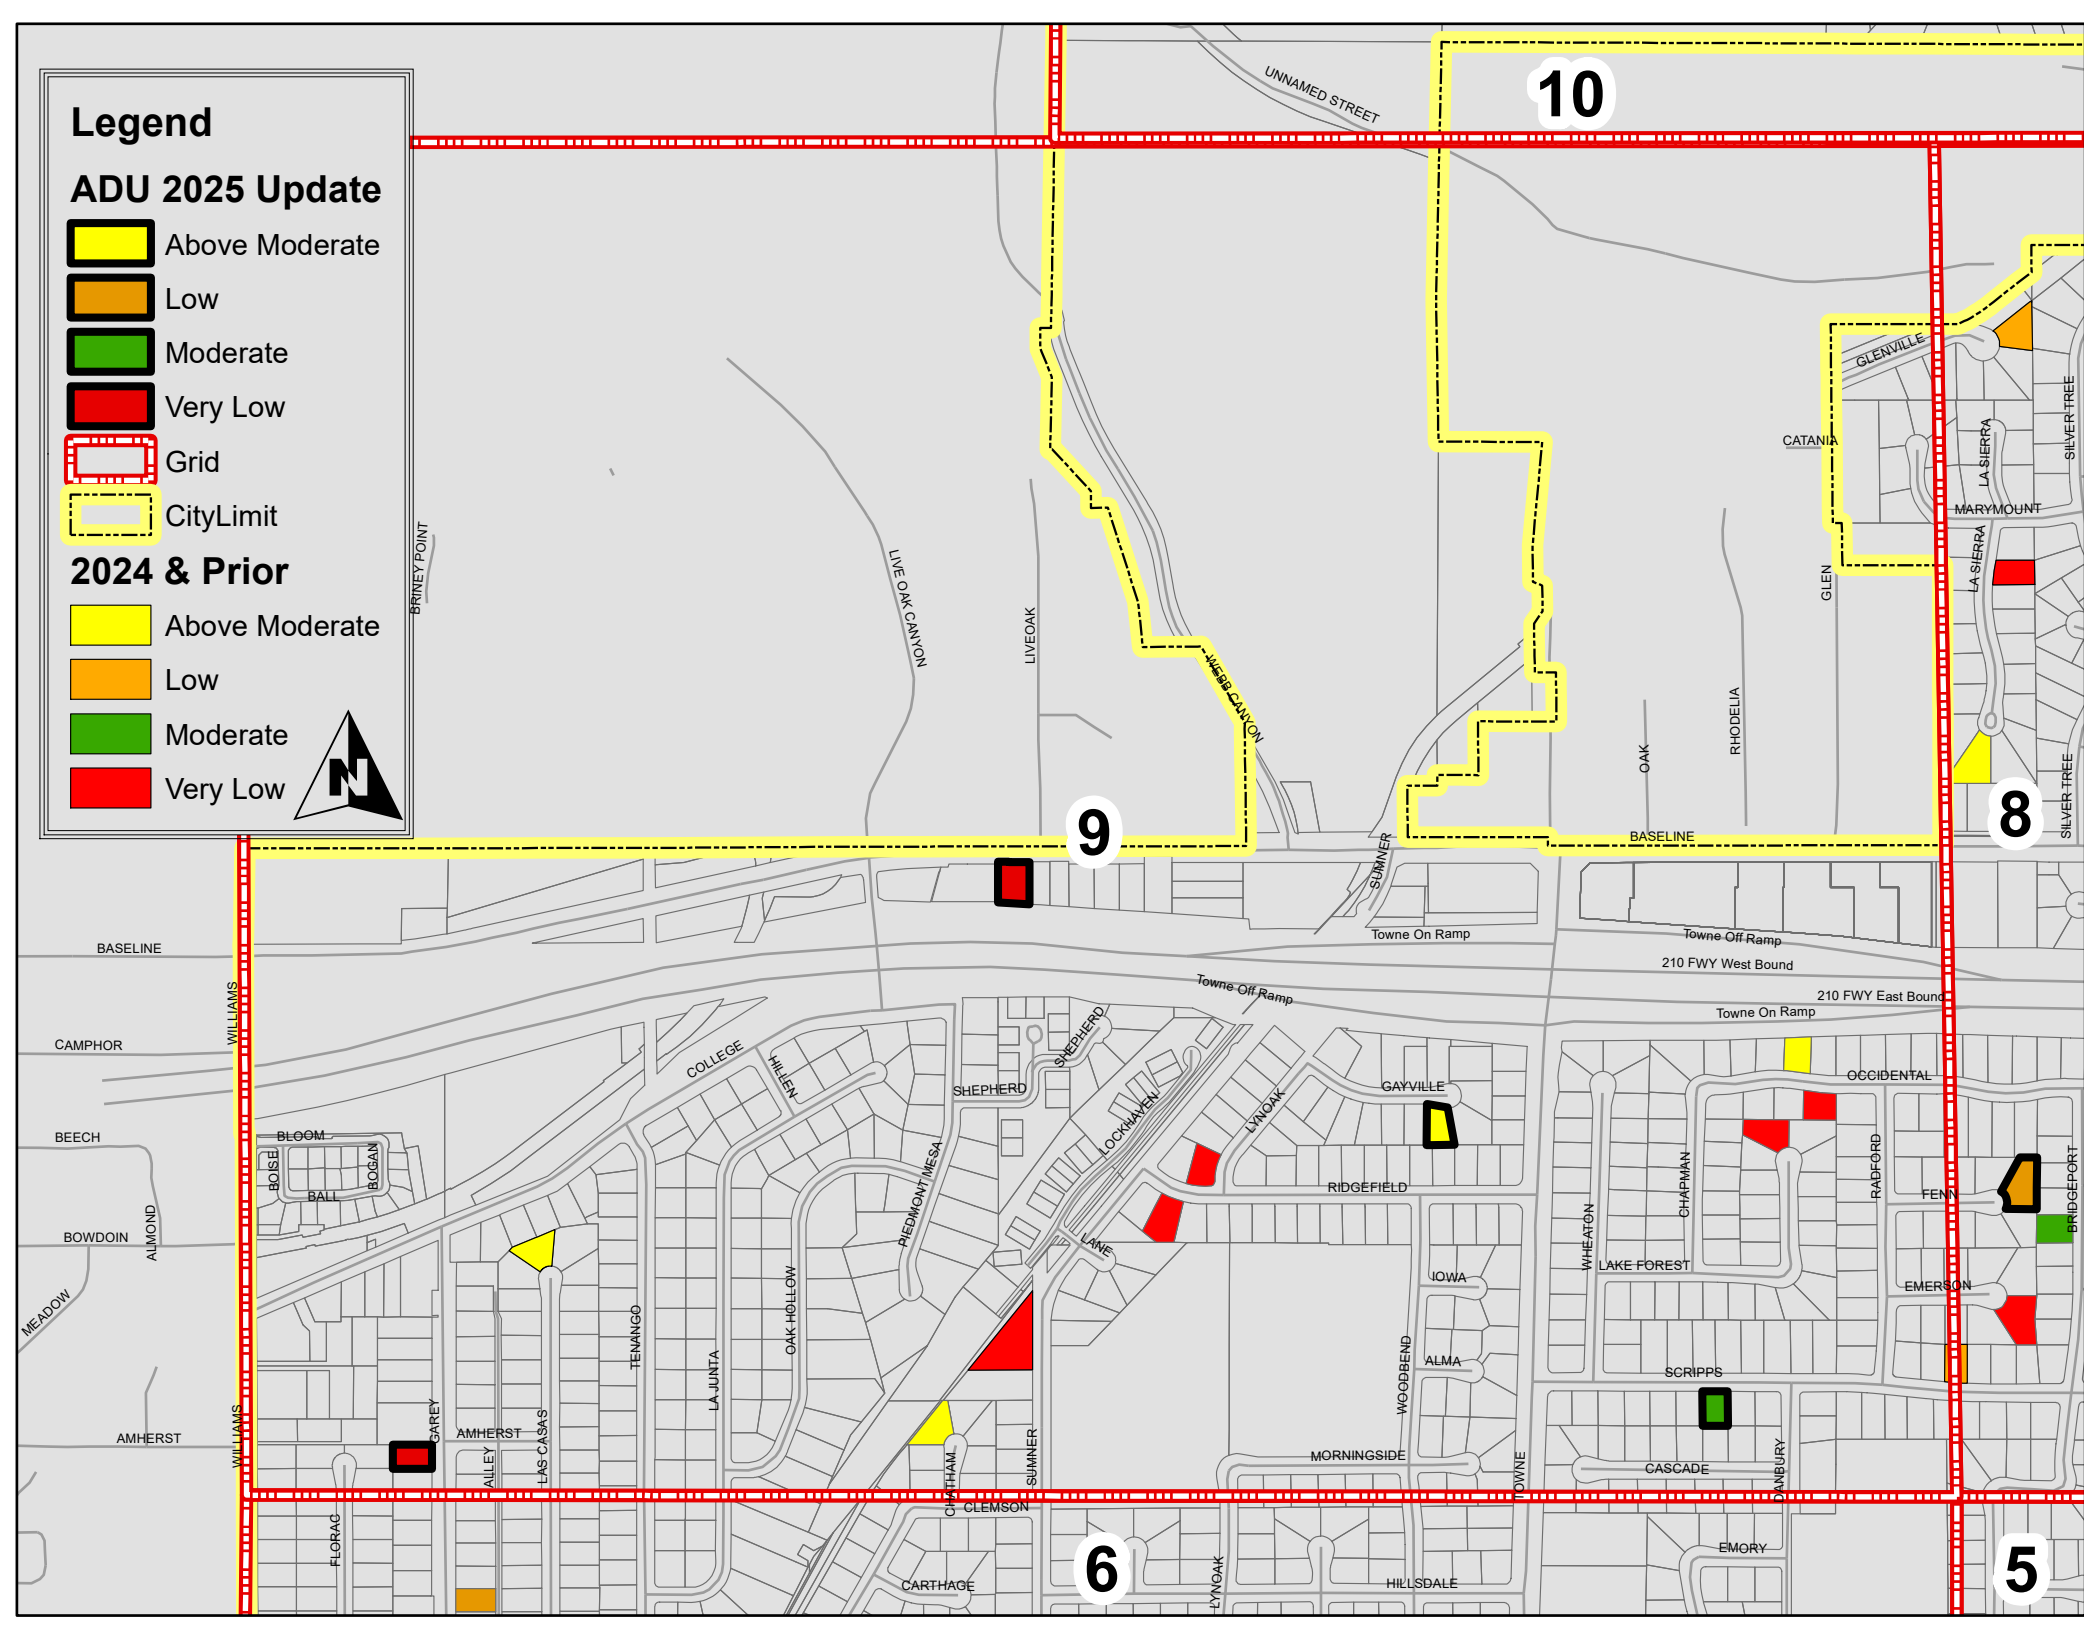 Legend
ADU 2025 Update
Above Moderate
Low
Moderate
Very Low
Grid
CityLimit
2024 & Prior
Above Moderate
Low
Moderate
Very Low
N
10
UNNAMED STREET
GLENVILLE
SILVER TREE
CATANIA
LA SIERRA
MARYMOUNT
BRINEY POINT
LIVE OAK CANYON
LIVEOAK
GLEN
LA SIERRA
WEBB CANYON
OAK
RHODELIA
SILVER TREE
8
9
BASELINE
SUMNER
BASELINE
Towne On Ramp
Towne Off Ramp
210 FWY West Bound
Towne Off Ramp
210 FWY East Bound
Towne On Ramp
WILLIAMS
CAMPHOR
COLLEGE
HILLEN
SHEPHERD
SHEPHERD
LOCKHAVEN
LYNOAK
GAYVILLE
OCCIDENTAL
BEECH
BLOOM
BOISE
BOGAN
BALL
ALMOND
BOWDOIN
PIEDMONT MESA
LANE
RIDGEFIELD
WHEATON
CHAPMAN
RADFORD
FENN
BRIDGEPORT
LAKE FOREST
IOWA
EMERSON
MEADOW
TENANGO
LA JUNTA
OAK HOLLOW
WOODBEND
ALMA
SCRIPPS
WILLIAMS
AMHERST
GAREY
AMHERST
ALLEY
LAS CASAS
CHATHAM
SUMNER
MORNINGSIDE
TOWNE
CASCADE
DANBURY
CLEMSON
FLORAC
6
LYNOAK
EMORY
5
CARTHAGE
HILLSDALE